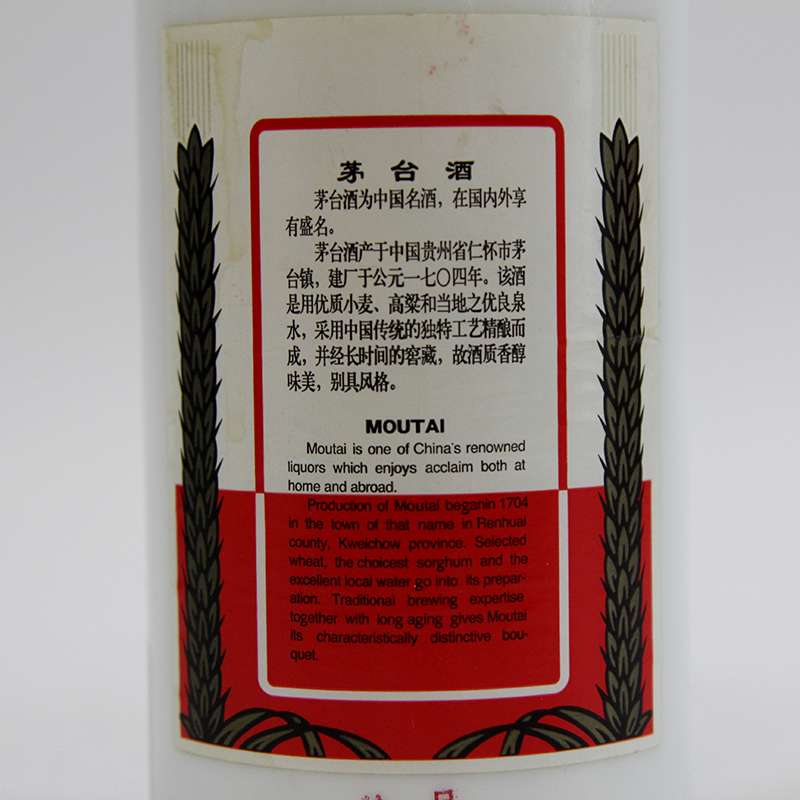 茅台酒
茅台酒为中国名酒，在国内外享
有盛名。
茅台酒产于中国贵州省仁怀市茅
台镇，建厂于公元一七〇四年。该酒
是用优质小麦、高粱和当地之优良泉
水，采用中国传统的独特工艺精酿而
成，并经长时间的窖藏，故酒质香醇
味美，别具风格。
MOUTAI
Moutai is one of China's renowned
liquors which enjoys acclaim both at
home and abroad.
Production of Moutai beganin 1704
in the town of that name in Renhuai
county, Kweichow province. Selected
wheat, the choicest sorghum and the
excellent local water go into its prepar-
ation. Traditional brewing expertise
together with long aging gives Moutai
its characteristically distinctive bou-
quet.